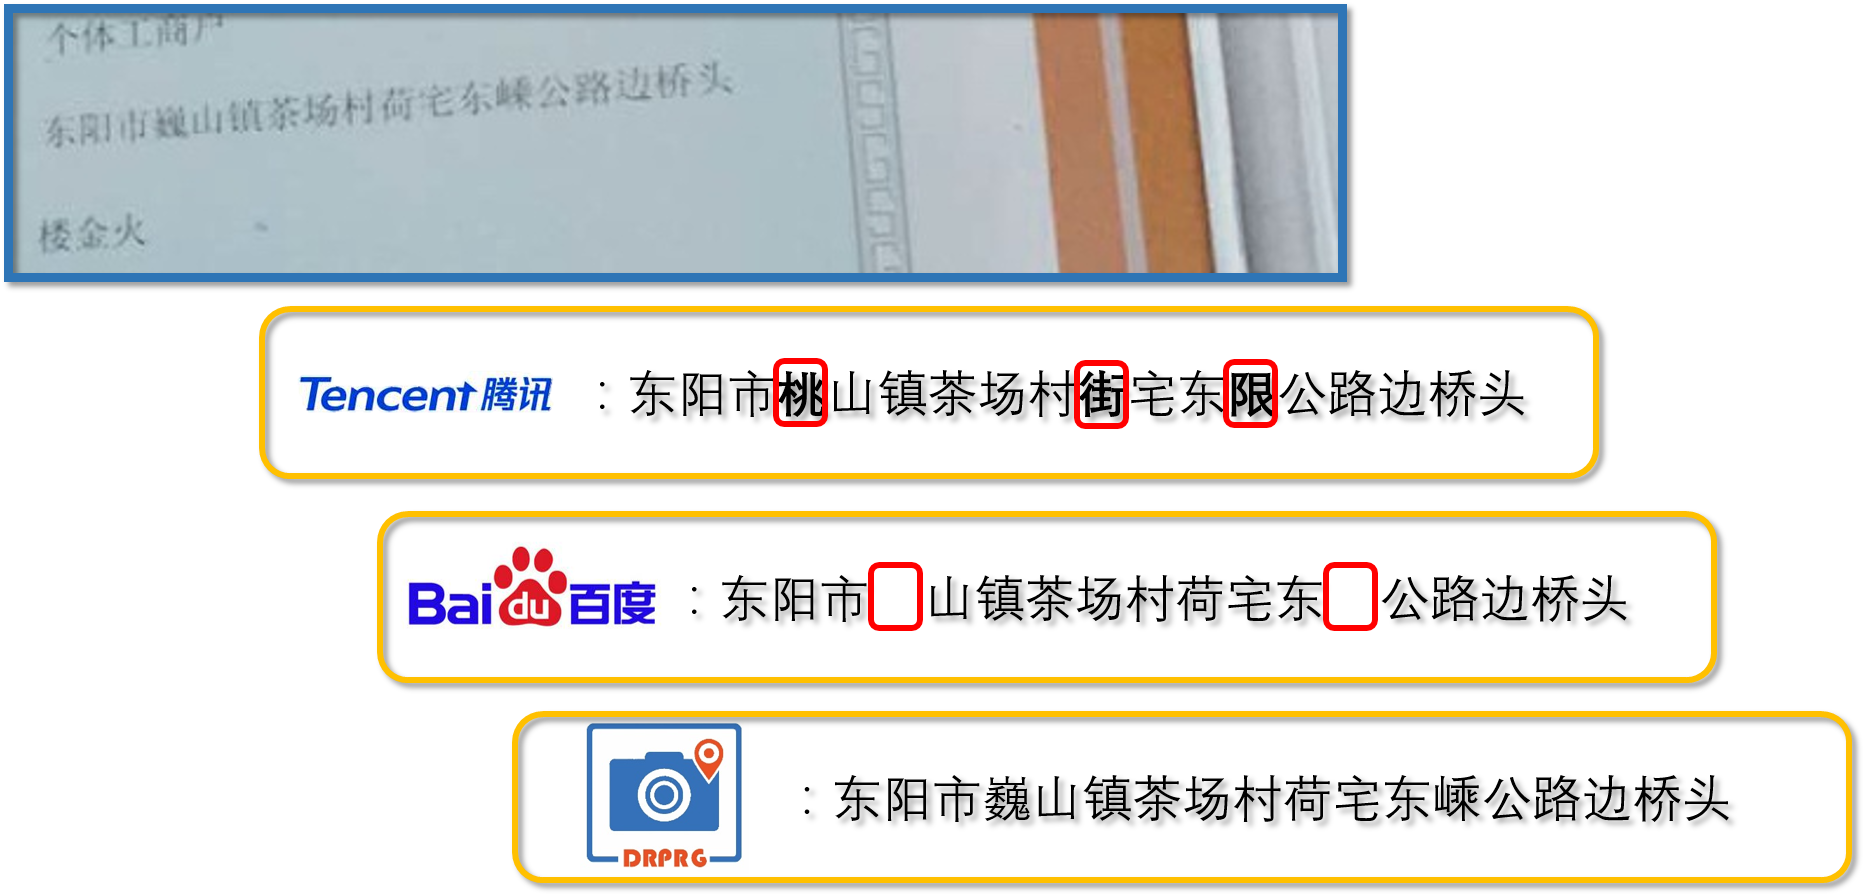 个体工商户
东阳市巍山镇茶场村荷宅东嵊公路边桥头
楼金火
Tencent 腾讯 : 东阳市桃山镇茶场村街宅东限公路边桥头
Baidu 百度 : 东阳市 山镇茶场村荷宅东 公路边桥头
DRPRG : 东阳市巍山镇茶场村荷宅东嵊公路边桥头